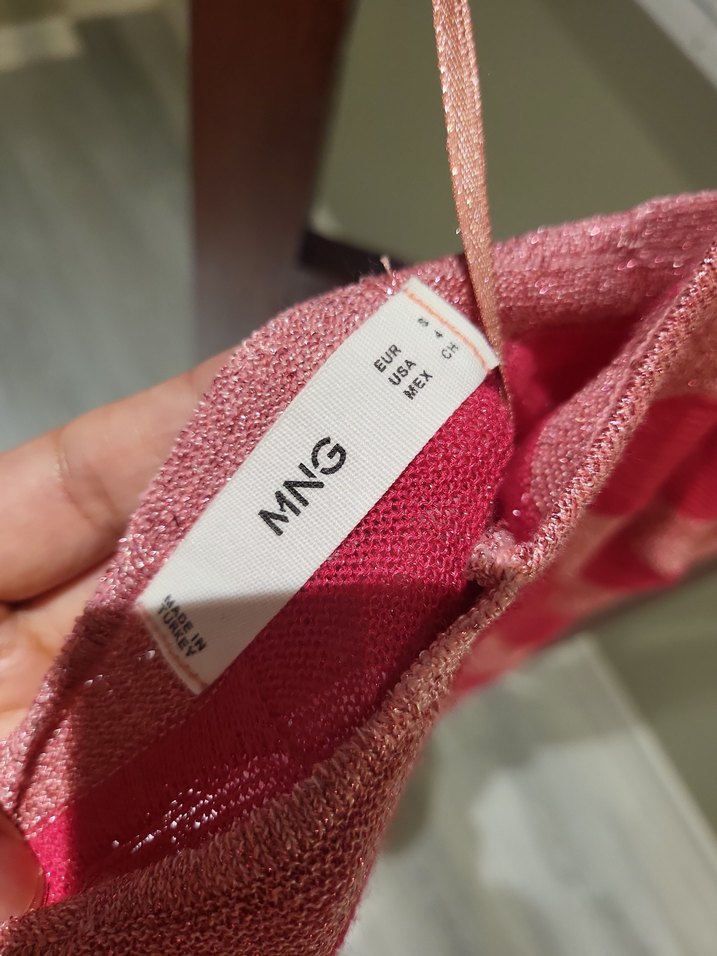 EUR S
USA 4
MEX CH
MNG
MADE IN
TURKEY